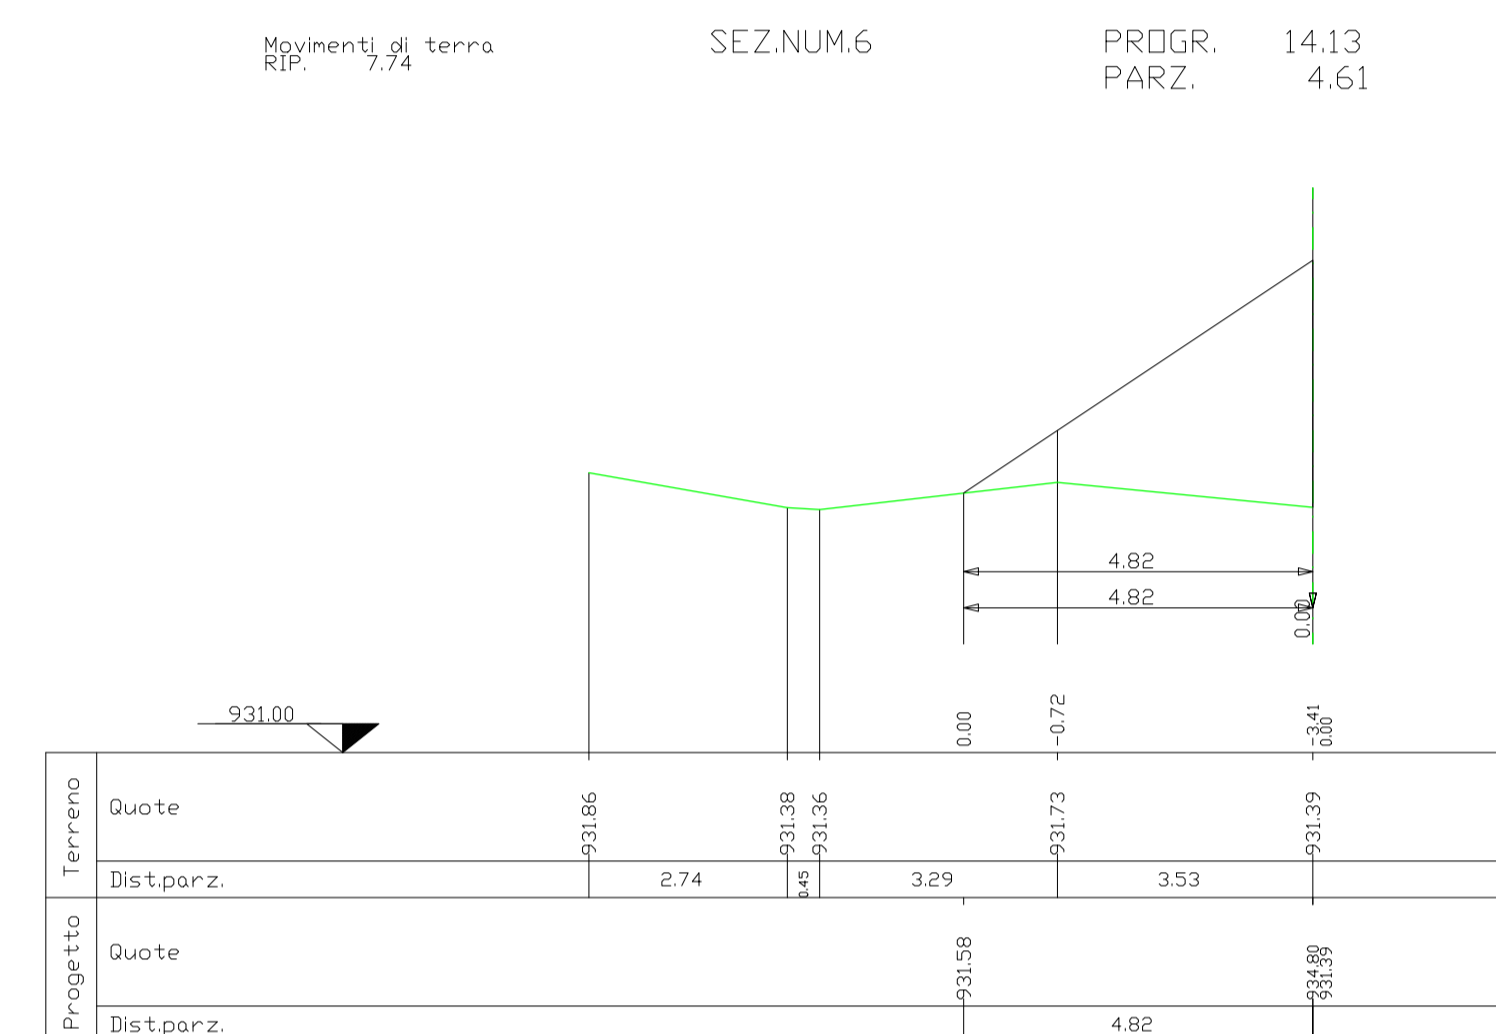 Movimenti di terra
RIP. 7.74
SEZ.NUM.6
PROGR. 14.13
PARZ. 4.61
4.82
4.82
0.00
931.00
0.00 -0.72 -3.41 0.00
Terreno
Quote 931.86 931.38 931.36 931.73 931.39
Dist.parz. 2.74 0.45 3.29 3.53
Progetto
Quote 931.58 934.80 931.39
Dist.parz. 4.82